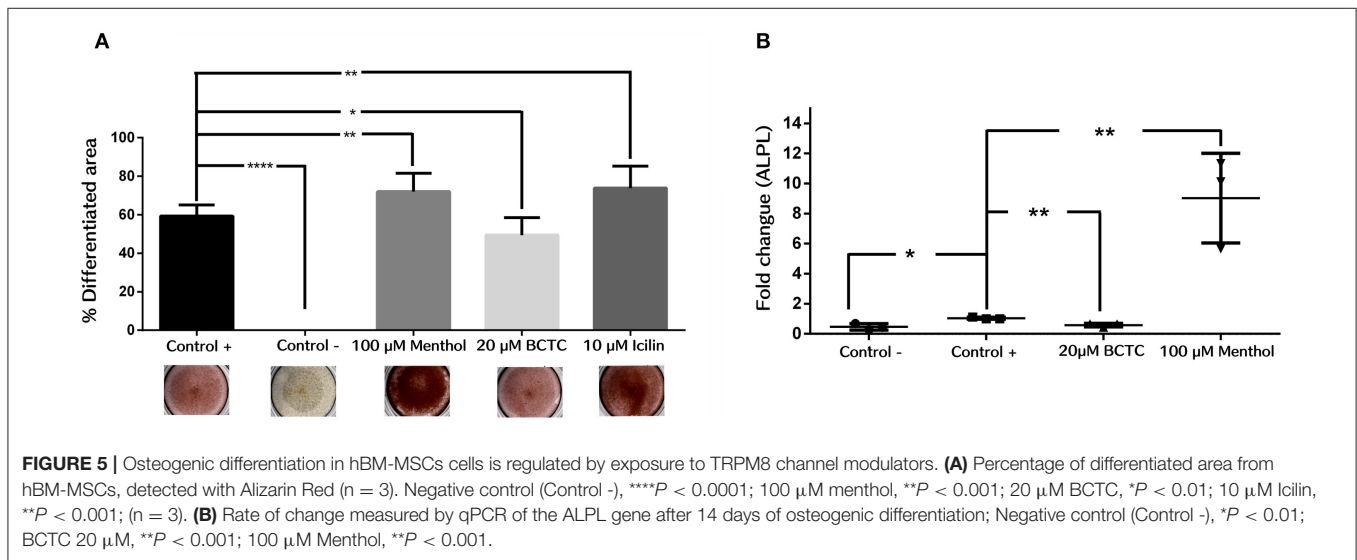 A
**
*
**
****
% Differentiated area
100
80
60
40
20
0
Control +
Control -
100 µM Menthol
20 µM BCTC
10 µM Icilin
B
**
**
*
Fold changue (ALPL)
14
12
10
8
6
4
2
0
Control -
Control +
20µM BCTC
100 µM Menthol
FIGURE 5 | Osteogenic differentiation in hBM-MSCs cells is regulated by exposure to TRPM8 channel modulators. (A) Percentage of differentiated area from
hBM-MSCs, detected with Alizarin Red (n = 3). Negative control (Control -), ****P < 0.0001; 100 µM menthol, **P < 0.001; 20 µM BCTC, *P < 0.01; 10 µM Icilin,
**P < 0.001; (n = 3). (B) Rate of change measured by qPCR of the ALPL gene after 14 days of osteogenic differentiation; Negative control (Control -), *P < 0.01;
BCTC 20 µM, **P < 0.001; 100 µM Menthol, **P < 0.001.